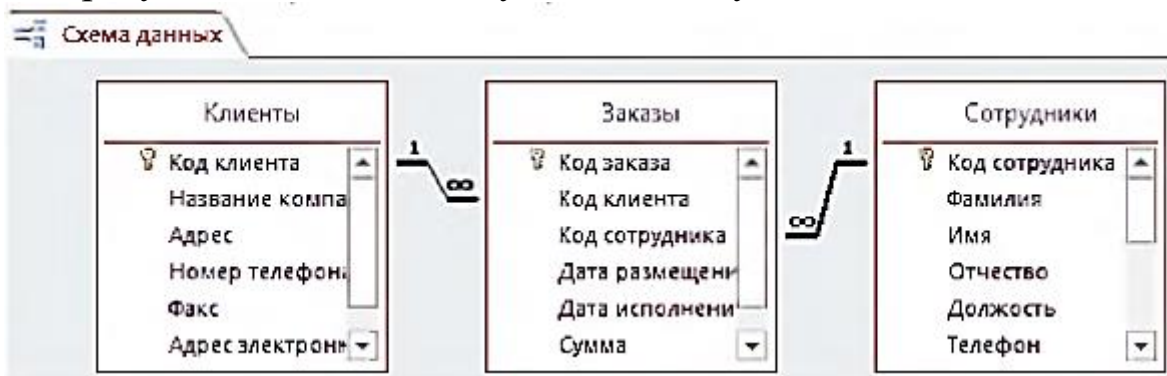 Схема данных
Клиенты
Код клиента
Название компа
Адрес
Номер телефона
Факс
Адрес электронн
1
∞
Заказы
Код заказа
Код клиента
Код сотрудника
Дата размещени
Дата исполнени
Сумма
1
∞
Сотрудники
Код сотрудника
Фамилия
Имя
Отчество
Должость
Телефон